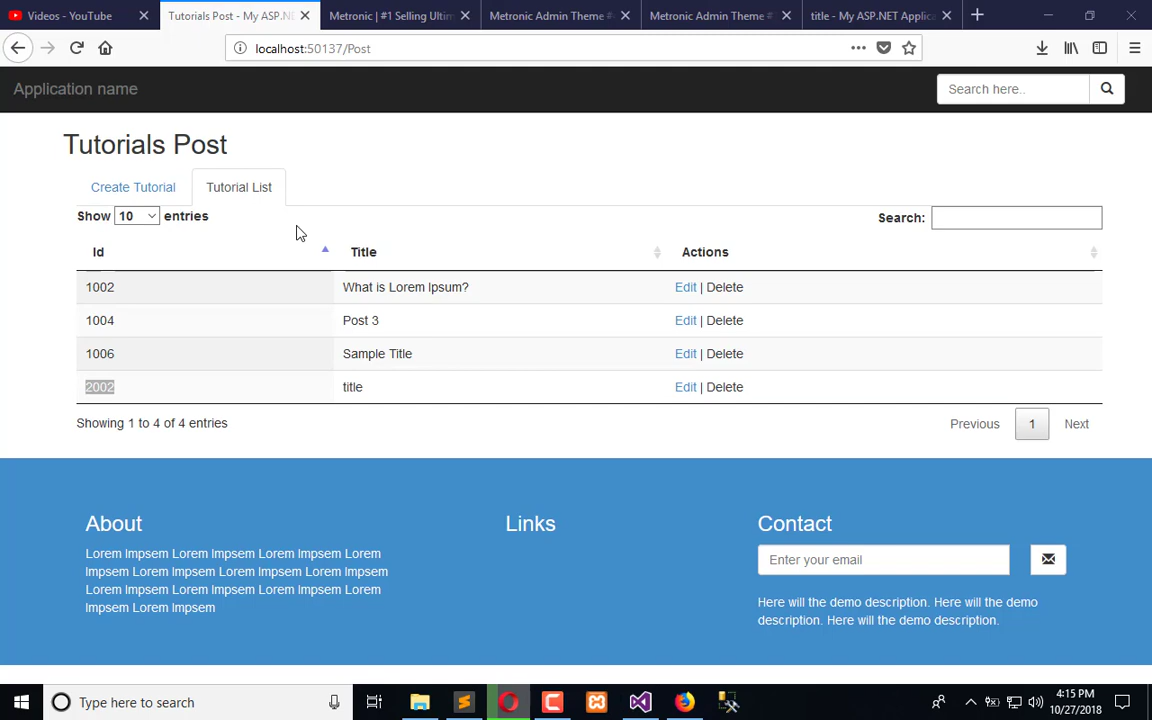 Videos - YouTube
Tutorials Post - My ASP.NE
Metronic | #1 Selling Ultim
Metronic Admin Theme #
Metronic Admin Theme #
title - My ASP.NET Applica
localhost:50137/Post
Application name
Search here..
Tutorials Post
Create Tutorial
Tutorial List
Show 10 entries
Search:
Id Title Actions
1002 What is Lorem Ipsum? Edit | Delete
1004 Post 3 Edit | Delete
1006 Sample Title Edit | Delete
2002 title Edit | Delete
Showing 1 to 4 of 4 entries
Previous 1 Next
About
Lorem Impsem Lorem Impsem Lorem Impsem Lorem
Impsem Lorem Impsem Lorem Impsem Lorem Impsem
Lorem Impsem Lorem Impsem Lorem Impsem Lorem
Impsem Lorem Impsem
Links
Contact
Enter your email
Here will the demo description. Here will the demo
description. Here will the demo description.
Type here to search
4:15 PM
10/27/2018